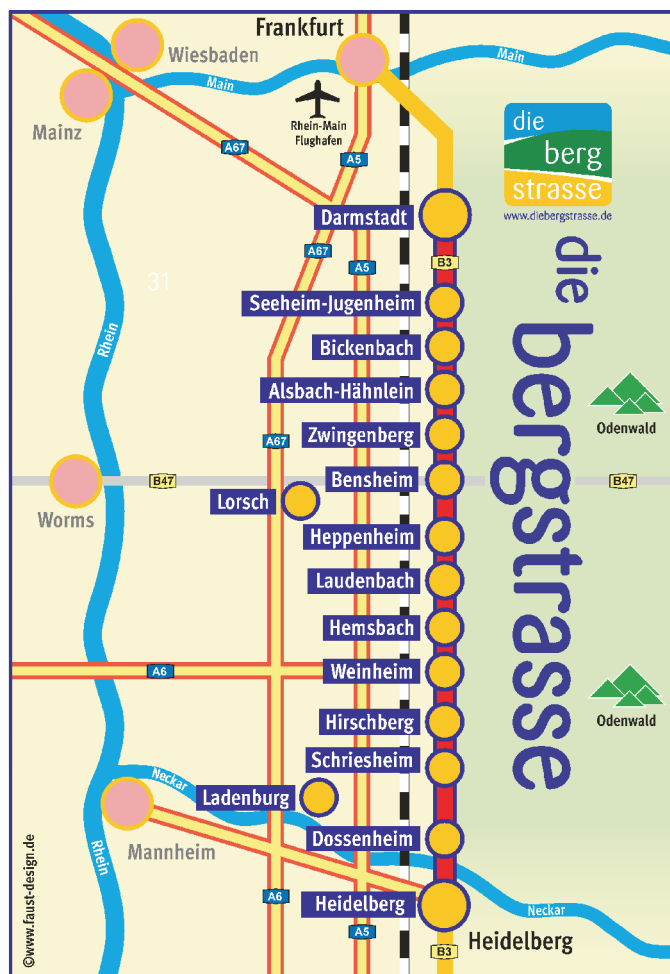 Frankfurt
Wiesbaden
Main
Main
Mainz
Rhein-Main
Flughafen
A67
A5
die
berg
strasse
www.diebergstrasse.de
Darmstadt
A67
A5
B3
31
Seeheim-Jugenheim
Rhein
Bickenbach
Alsbach-Hähnlein
Odenwald
Zwingenberg
A67
Bensheim
B47
B47
Lorsch
Worms
Heppenheim
die bergstrasse
Laudenbach
Hemsbach
A6
Weinheim
Hirschberg
Odenwald
Schriesheim
Neckar
Ladenburg
Mannheim
Rhein
Dossenheim
A6
Heidelberg
A5
B3
Heidelberg
Neckar
©www.faust-design.de